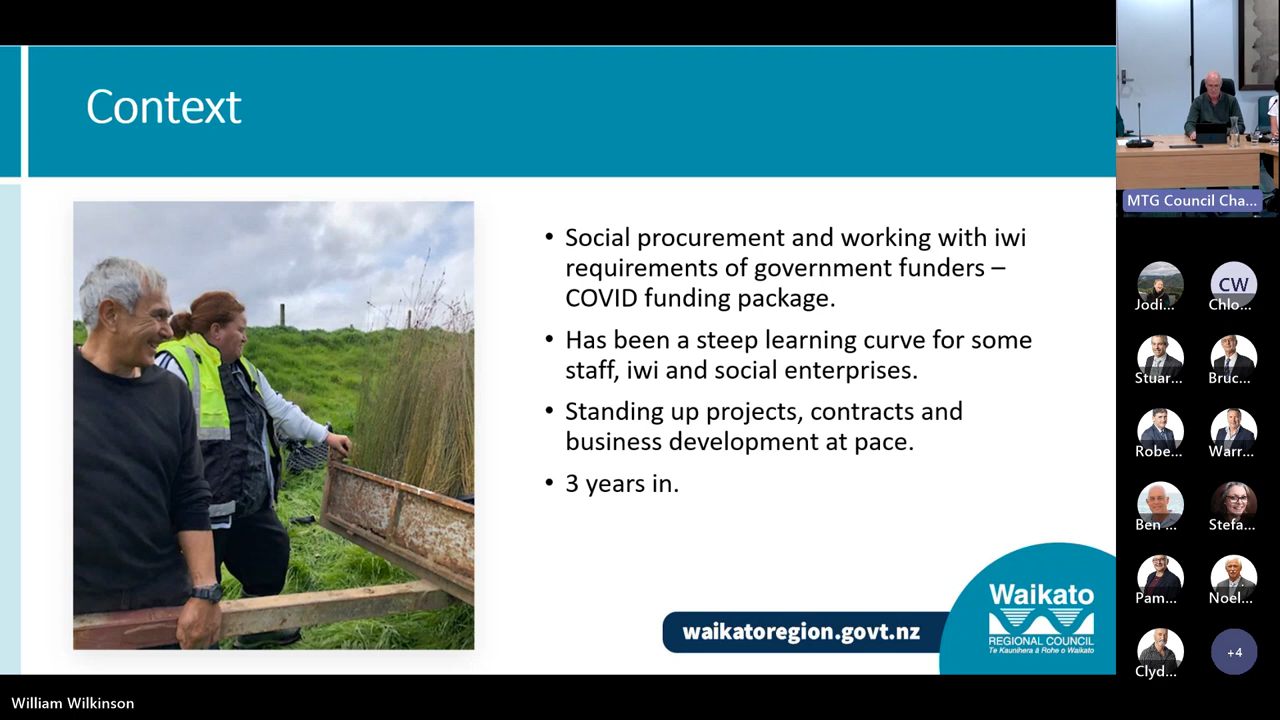 Context
• Social procurement and working with iwi
requirements of government funders –
COVID funding package.
• Has been a steep learning curve for some
staff, iwi and social enterprises.
• Standing up projects, contracts and
business development at pace.
• 3 years in.
waikatoregion.govt.nz
Waikato
REGIONAL COUNCIL
Te Kaunihera ā Rohe o Waikato
MTG Council Cha...
Jodi...
CW
Chlo...
Stuar...
Bruc...
Robe...
Warr...
Ben ...
Stefa...
Pam...
Noel...
Clyd...
+4
William Wilkinson